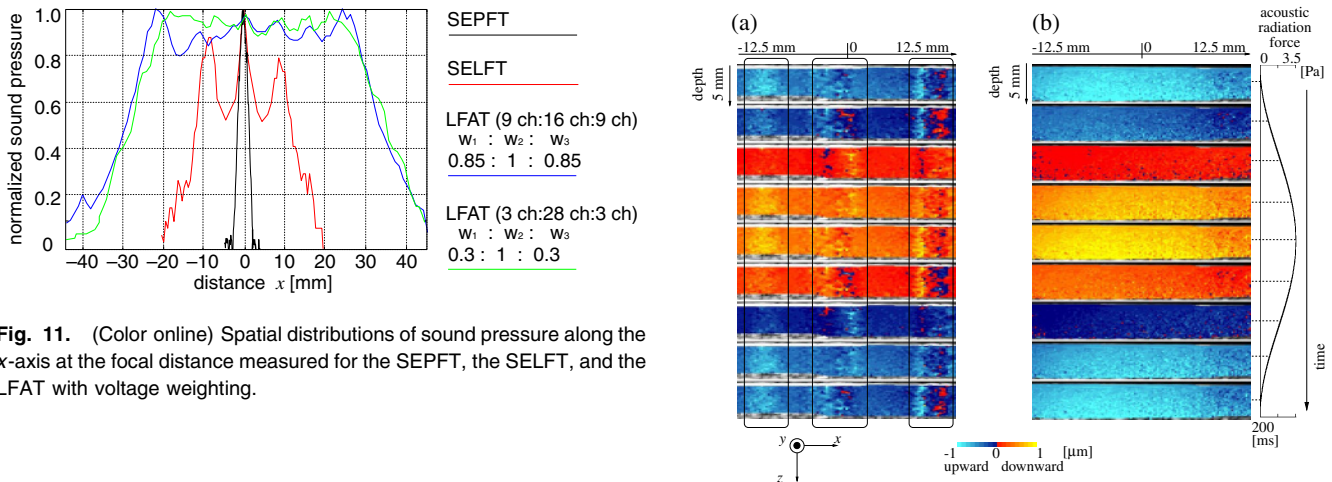 normalized sound pressure
1.0
0.8
0.6
0.4
0.2
0
−40 −30 −20 −10 0 10 20 30 40
distance x [mm]
SEPFT
SELFT
LFAT (9 ch:16 ch:9 ch)
w1 : w2 : w3
0.85 : 1 : 0.85
LFAT (3 ch:28 ch:3 ch)
w1 : w2 : w3
0.3 : 1 : 0.3
Fig. 11. (Color online) Spatial distributions of sound pressure along the
x-axis at the focal distance measured for the SEPFT, the SELFT, and the
LFAT with voltage weighting.
(a)
-12.5 mm 0 12.5 mm
depth
5 mm
y x
z
(b)
-12.5 mm 0 12.5 mm
depth
5 mm
acoustic
radiation
force
0 3.5
[Pa]
time
200
[ms]
-1 0 1 [μm]
upward downward